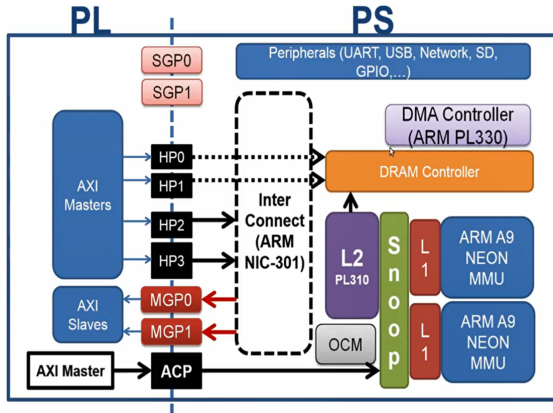 PL
PS
SGP0
SGP1
Peripherals (UART, USB, Network, SD,
GPIO,...)
DMA Controller
(ARM PL330)
DRAM Controller
AXI
Masters
HP0
HP1
HP2
HP3
Inter
Connect
(ARM
NIC-301)
L2
PL310
Snoop
L
1
ARM A9
NEON
MMU
L
1
ARM A9
NEON
MMU
AXI
Slaves
MGP0
MGP1
OCM
AXI Master
ACP